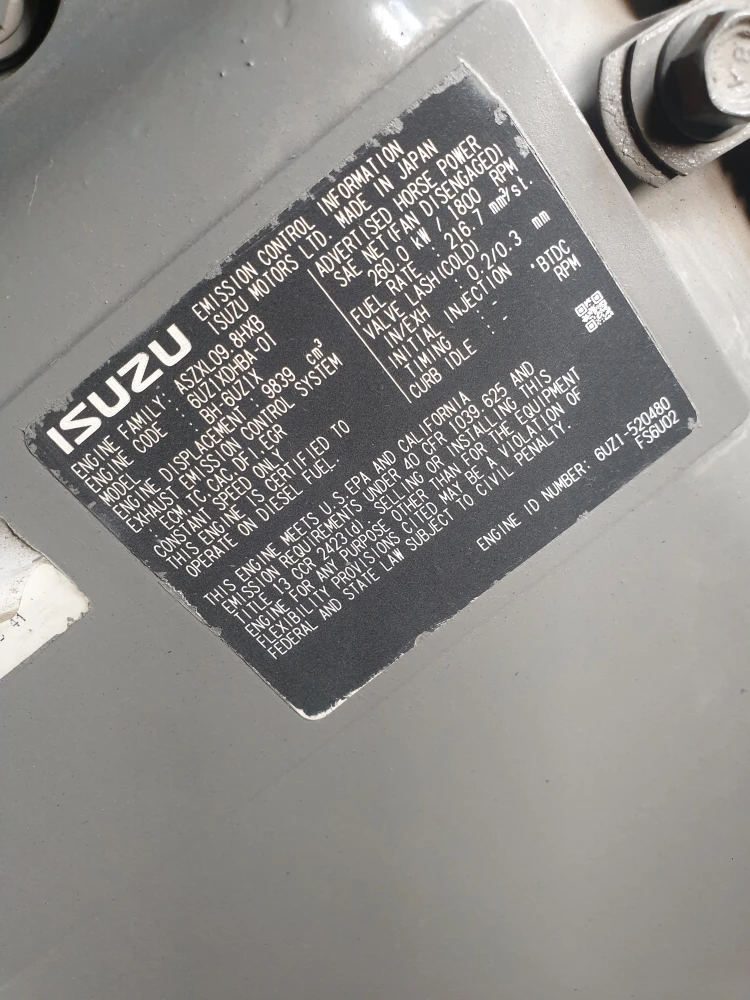 ISUZU
EMISSION CONTROL INFORMATION
ISUZU MOTORS LTD. MADE IN JAPAN
ENGINE FAMILY: ASZXL09.8HXB
ENGINE CODE : 6UZ1XDHBA-01
MODEL : BH-6UZ1X
ENGINE DISPLACEMENT : 9839 cm³
EXHAUST EMISSION CONTROL SYSTEM
ECM, TC, CAC, DFI, EGR
CONSTANT SPEED ONLY
THIS ENGINE IS CERTIFIED TO
OPERATE ON DIESEL FUEL.
ADVERTISED HORSE POWER
SAE NET(FAN DISENGAGED)
260.0 kW / 1800 RPM
FUEL RATE : 216.7 mm³/st.
VALVE LASH(COLD)
IN/EXH : 0.2/0.3 mm
INITIAL INJECTION
TIMING : - °BTDC
CURB IDLE : - RPM
THIS ENGINE MEETS U.S.EPA AND CALIFORNIA
EMISSION REQUIREMENTS UNDER 40 CFR 1039.625 AND
TITLE 13 CCR 2423(d). SELLING OR INSTALLING THIS
ENGINE FOR ANY PURPOSE OTHER THAN FOR THE EQUIPMENT
FLEXIBILITY PROVISIONS CITED MAY BE A VIOLATION OF
FEDERAL AND STATE LAW SUBJECT TO CIVIL PENALTY.
ENGINE ID NUMBER: 6UZ1-520480
FS6U02
41